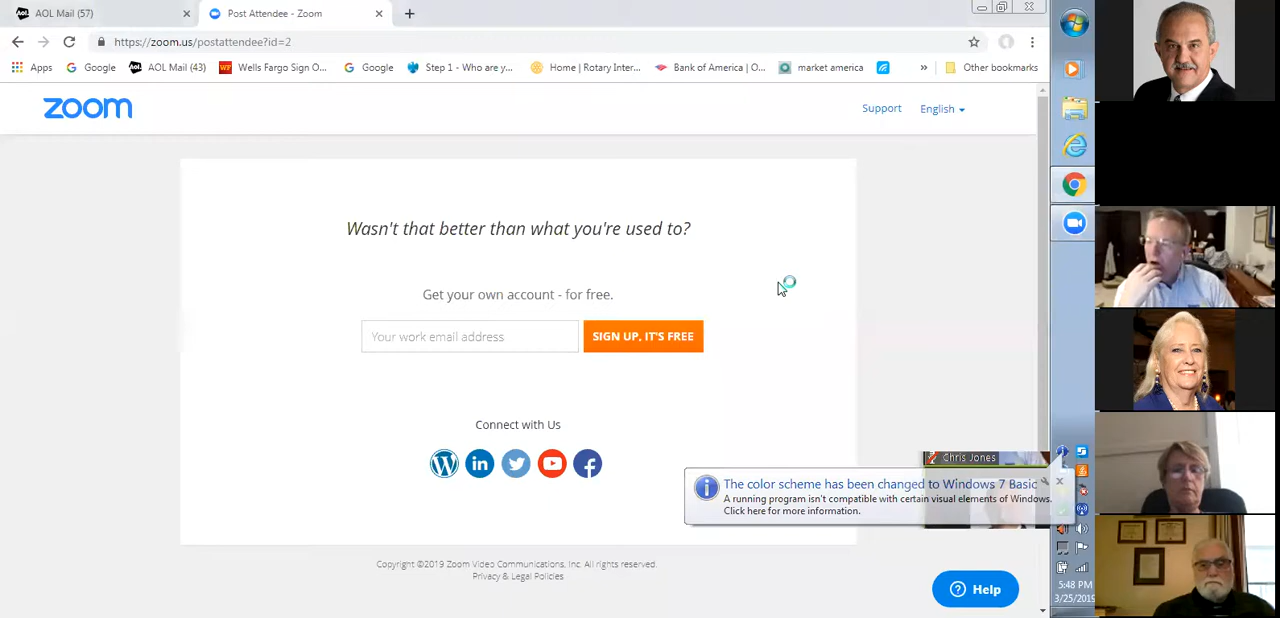 AOL Mail (57)
Post Attendee - Zoom
https://zoom.us/postattendee?id=2
Apps
Google
AOL Mail (43)
Wells Fargo Sign O...
Google
Step 1 - Who are y...
Home | Rotary Inter...
Bank of America | O...
market america
»
Other bookmarks
zoom
Support
English
Wasn't that better than what you're used to?
Get your own account - for free.
Your work email address
SIGN UP, IT'S FREE
Connect with Us
Chris Jones
The color scheme has been changed to Windows 7 Basic
A running program isn't compatible with certain visual elements of Windows.
Click here for more information.
Copyright ©2019 Zoom Video Communications, Inc. All rights reserved.
Privacy & Legal Policies
Help
5:48 PM
3/25/2019